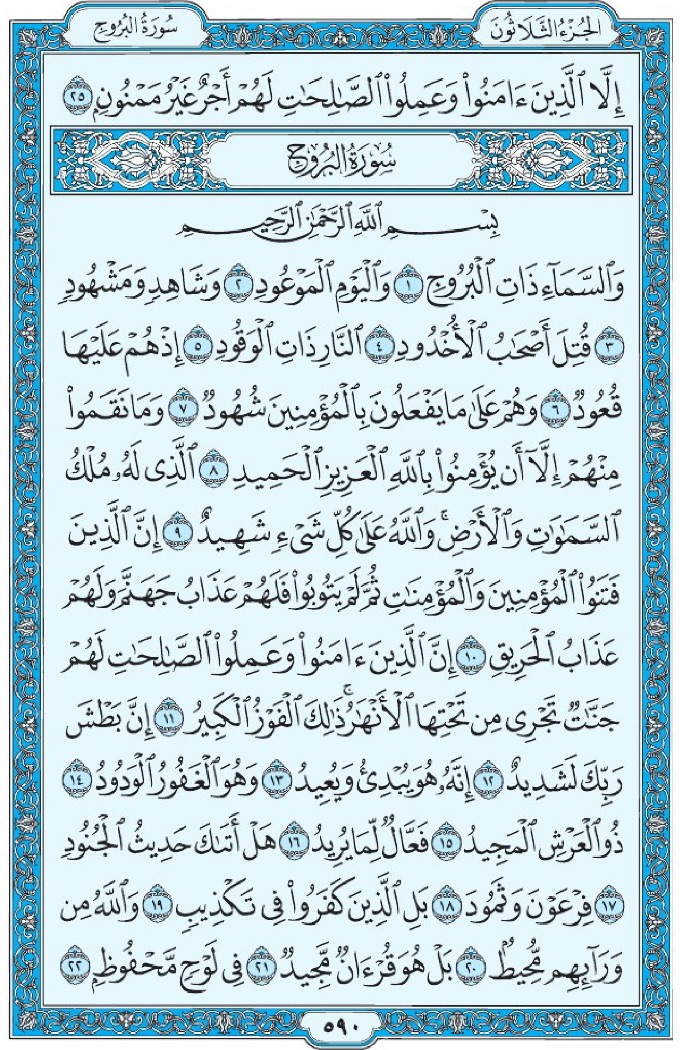 الجُزْءُ الثَّلَاثُونَ
سُورَةُ البُرُوجِ
إِلَّا ٱلَّذِينَ ءَامَنُوا۟ وَعَمِلُوا۟ ٱلصَّـٰلِحَـٰتِ لَهُمْ أَجْرٌ غَيْرُ مَمْنُونٍۭ ٢٥
سُورَةُ البُرُوجِ
بِسْمِ ٱللَّهِ ٱلرَّحْمَـٰنِ ٱلرَّحِيمِ
وَٱلسَّمَآءِ ذَاتِ ٱلْبُرُوجِ ١ وَٱلْيَوْمِ ٱلْمَوْعُودِ ٢ وَشَاهِدٍ وَمَشْهُودٍ
٣ قُتِلَ أَصْحَـٰبُ ٱلْأُخْدُودِ ٤ ٱلنَّارِ ذَاتِ ٱلْوَقُودِ ٥ إِذْ هُمْ عَلَيْهَا
قُعُودٌ ٦ وَهُمْ عَلَىٰ مَا يَفْعَلُونَ بِٱلْمُؤْمِنِينَ شُهُودٌ ٧ وَمَا نَقَمُوا۟
مِنْهُمْ إِلَّآ أَن يُؤْمِنُوا۟ بِٱللَّهِ ٱلْعَزِيزِ ٱلْحَمِيدِ ٨ ٱلَّذِى لَهُۥ مُلْكُ
ٱلسَّمَـٰوَٰتِ وَٱلْأَرْضِ ۚ وَٱللَّهُ عَلَىٰ كُلِّ شَىْءٍ شَهِيدٌ ٩ إِنَّ ٱلَّذِينَ
فَتَنُوا۟ ٱلْمُؤْمِنِينَ وَٱلْمُؤْمِنَـٰتِ ثُمَّ لَمْ يَتُوبُوا۟ فَلَهُمْ عَذَابُ جَهَنَّمَ وَلَهُمْ
عَذَابُ ٱلْحَرِيقِ ١٠ إِنَّ ٱلَّذِينَ ءَامَنُوا۟ وَعَمِلُوا۟ ٱلصَّـٰلِحَـٰتِ لَهُمْ
جَنَّـٰتٌ تَجْرِى مِن تَحْتِهَا ٱلْأَنْهَـٰرُ ۚ ذَٰلِكَ ٱلْفَوْزُ ٱلْكَبِيرُ ١١ إِنَّ بَطْشَ
رَبِّكَ لَشَدِيدٌ ١٢ إِنَّهُۥ هُوَ يُبْدِئُ وَيُعِيدُ ١٣ وَهُوَ ٱلْغَفُورُ ٱلْوَدُودُ ١٤
ذُو ٱلْعَرْشِ ٱلْمَجِيدُ ١٥ فَعَّالٌ لِّمَا يُرِيدُ ١٦ هَلْ أَتَىٰكَ حَدِيثُ ٱلْجُنُودِ
١٧ فِرْعَوْنَ وَثَمُودَ ١٨ بَلِ ٱلَّذِينَ كَفَرُوا۟ فِى تَكْذِيبٍ ١٩ وَٱللَّهُ مِن
وَرَآئِهِم مُّحِيطٌۢ ٢٠ بَلْ هُوَ قُرْءَانٌ مَّجِيدٌ ٢١ فِى لَوْحٍ مَّحْفُوظٍۭ ٢٢
٥٩٠